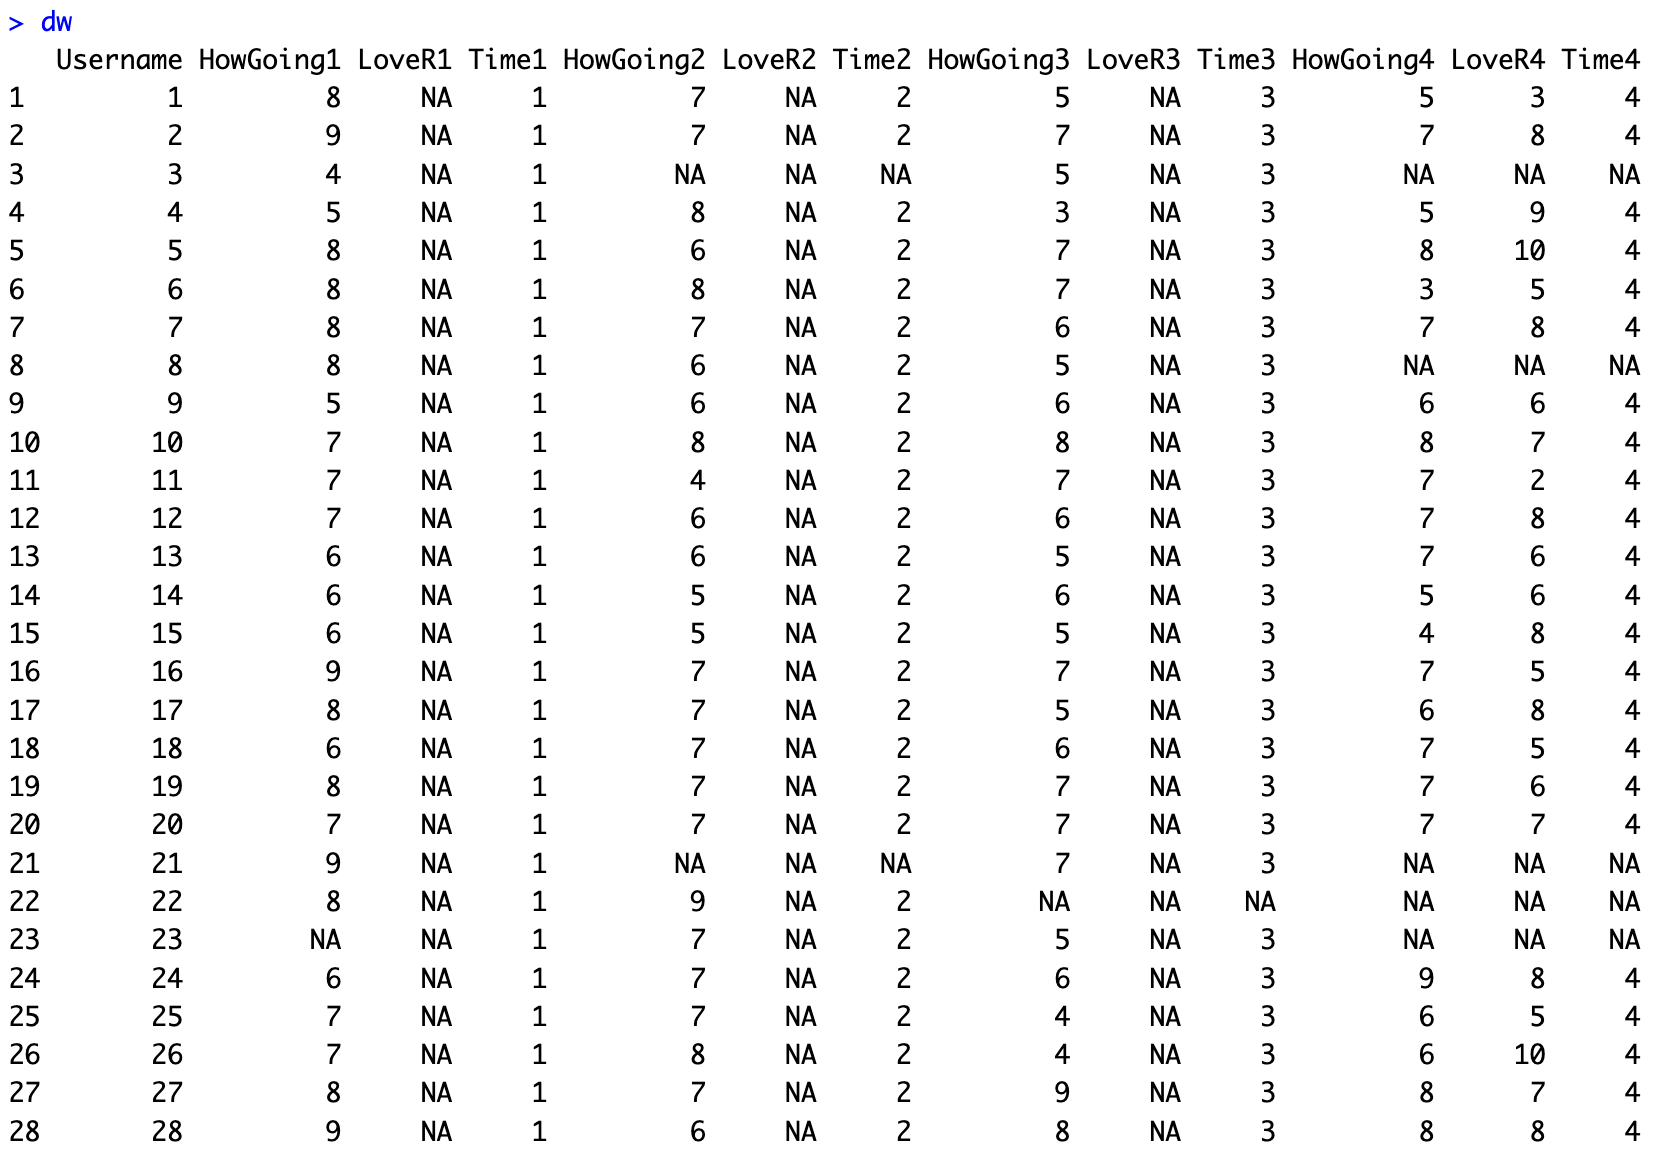 > dw
Username HowGoing1 LoveR1 Time1 HowGoing2 LoveR2 Time2 HowGoing3 LoveR3 Time3 HowGoing4 LoveR4 Time4
1 1 8 NA 1 7 NA 2 5 NA 3 5 3 4
2 2 9 NA 1 7 NA 2 7 NA 3 7 8 4
3 3 4 NA 1 NA NA NA 5 NA 3 NA NA NA
4 4 5 NA 1 8 NA 2 3 NA 3 5 9 4
5 5 8 NA 1 6 NA 2 7 NA 3 8 10 4
6 6 8 NA 1 8 NA 2 7 NA 3 3 5 4
7 7 8 NA 1 7 NA 2 6 NA 3 7 8 4
8 8 8 NA 1 6 NA 2 5 NA 3 NA NA NA
9 9 5 NA 1 6 NA 2 6 NA 3 6 6 4
10 10 7 NA 1 8 NA 2 8 NA 3 8 7 4
11 11 7 NA 1 4 NA 2 7 NA 3 7 2 4
12 12 7 NA 1 6 NA 2 6 NA 3 7 8 4
13 13 6 NA 1 6 NA 2 5 NA 3 7 6 4
14 14 6 NA 1 5 NA 2 6 NA 3 5 6 4
15 15 6 NA 1 5 NA 2 5 NA 3 4 8 4
16 16 9 NA 1 7 NA 2 7 NA 3 7 5 4
17 17 8 NA 1 7 NA 2 5 NA 3 6 8 4
18 18 6 NA 1 7 NA 2 6 NA 3 7 5 4
19 19 8 NA 1 7 NA 2 7 NA 3 7 6 4
20 20 7 NA 1 7 NA 2 7 NA 3 7 7 4
21 21 9 NA 1 NA NA NA 7 NA 3 NA NA NA
22 22 8 NA 1 9 NA 2 NA NA NA NA NA NA
23 23 NA NA 1 7 NA 2 5 NA 3 NA NA NA
24 24 6 NA 1 7 NA 2 6 NA 3 9 8 4
25 25 7 NA 1 7 NA 2 4 NA 3 6 5 4
26 26 7 NA 1 8 NA 2 4 NA 3 6 10 4
27 27 8 NA 1 7 NA 2 9 NA 3 8 7 4
28 28 9 NA 1 6 NA 2 8 NA 3 8 8 4